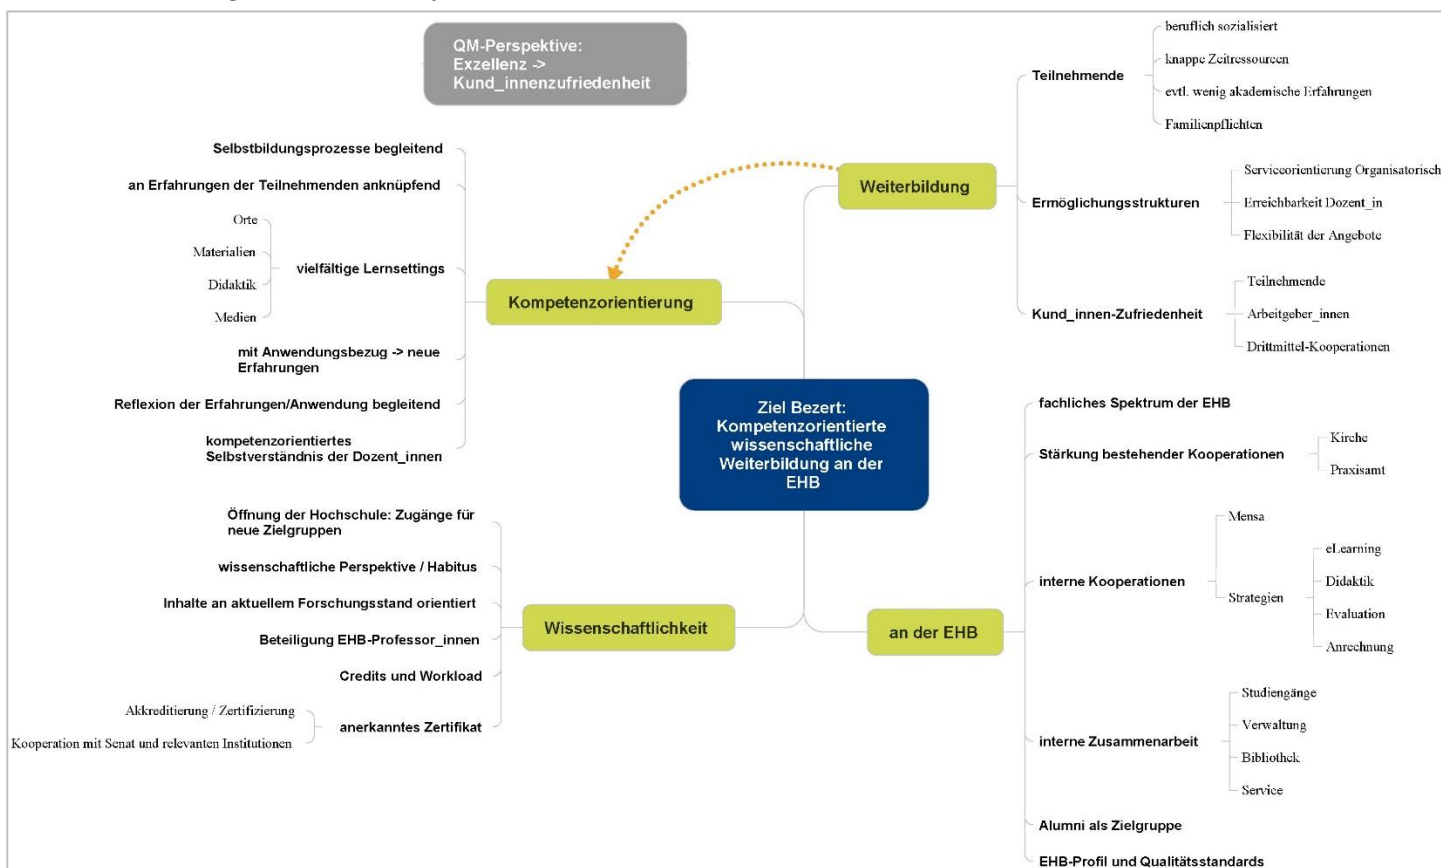 QM-Perspektive:
Exzellenz ->
Kund_innenzufriedenheit
Selbstbildungsprozesse begleitend
an Erfahrungen der Teilnehmenden anknüpfend
Orte
Materialien
Didaktik
Medien
vielfältige Lernsettings
mit Anwendungsbezug -> neue
Erfahrungen
Reflexion der Erfahrungen/Anwendung begleitend
kompetenzorientiertes
Selbstverständnis der Dozent_innen
Kompetenzorientierung
Weiterbildung
Teilnehmende
beruflich sozialisiert
knappe Zeitressourcen
evtl. wenig akademische Erfahrungen
Familienpflichten
Ermöglichungsstrukturen
Serviceorientierung Organisatorisch
Erreichbarkeit Dozent_in
Flexibilität der Angebote
Kund_innen-Zufriedenheit
Teilnehmende
Arbeitgeber_innen
Drittmittel-Kooperationen
Ziel Bezert:
Kompetenzorientierte
wissenschaftliche
Weiterbildung an der
EHB
Öffnung der Hochschule: Zugänge für
neue Zielgruppen
wissenschaftliche Perspektive / Habitus
Inhalte an aktuellem Forschungsstand orientiert
Beteiligung EHB-Professor_innen
Credits und Workload
Akkreditierung / Zertifizierung
Kooperation mit Senat und relevanten Institutionen
anerkanntes Zertifikat
Wissenschaftlichkeit
an der EHB
fachliches Spektrum der EHB
Stärkung bestehender Kooperationen
Kirche
Praxisamt
interne Kooperationen
Mensa
Strategien
eLearning
Didaktik
Evaluation
Anrechnung
interne Zusammenarbeit
Studiengänge
Verwaltung
Bibliothek
Service
Alumni als Zielgruppe
EHB-Profil und Qualitätsstandards